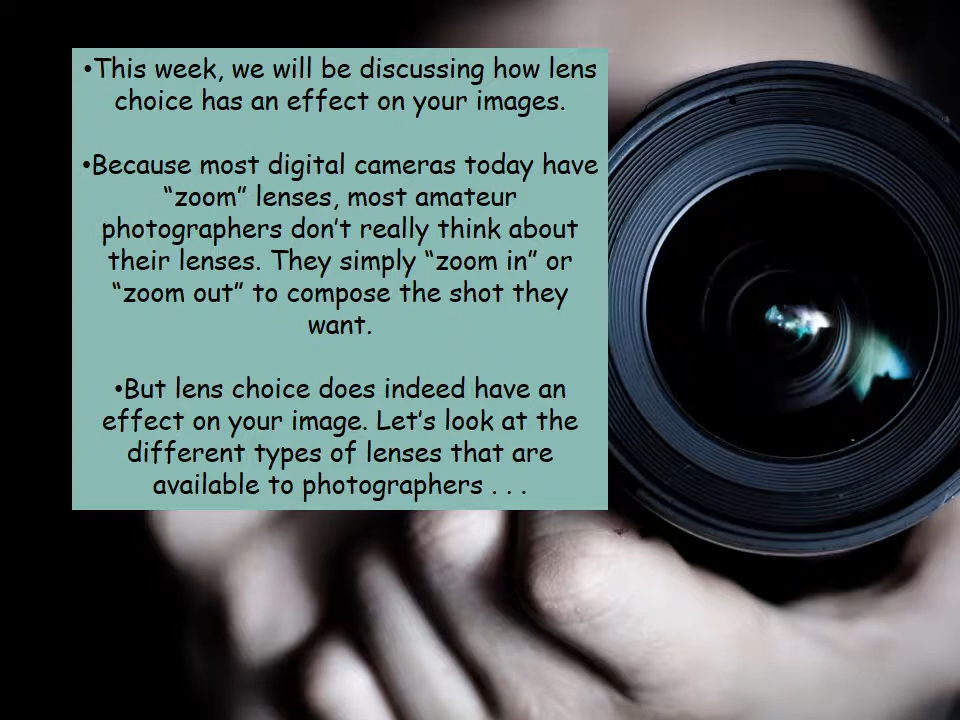 •This week, we will be discussing how lens
choice has an effect on your images.
•Because most digital cameras today have
“zoom” lenses, most amateur
photographers don’t really think about
their lenses. They simply “zoom in” or
“zoom out” to compose the shot they
want.
•But lens choice does indeed have an
effect on your image. Let’s look at the
different types of lenses that are
available to photographers . . .